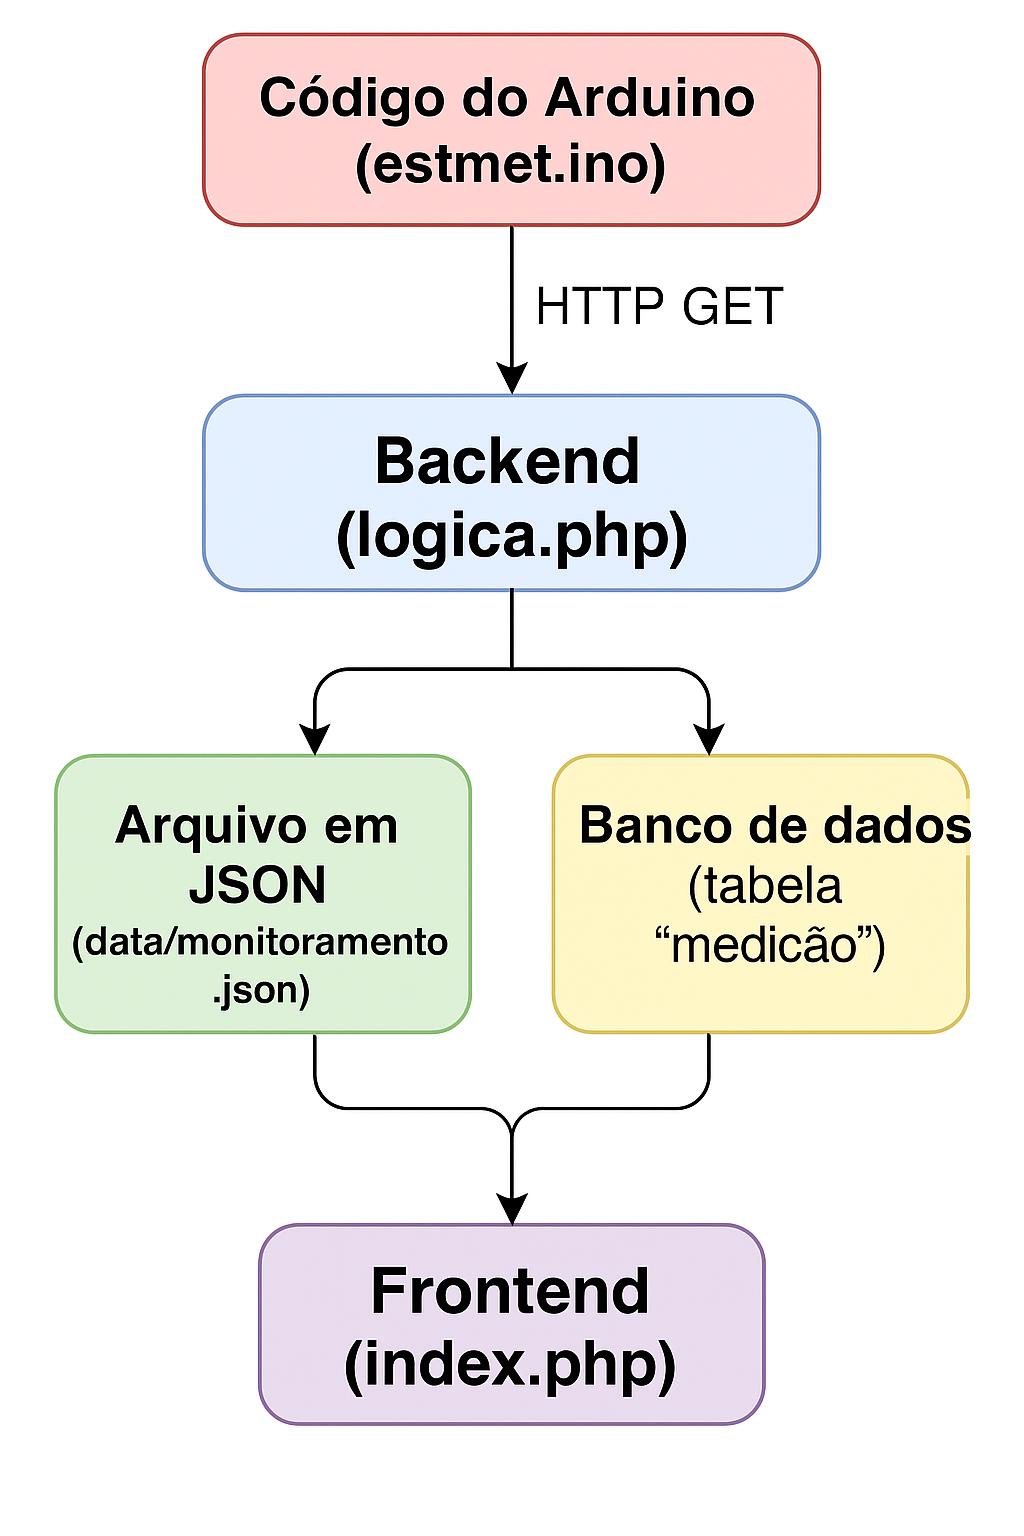 Código do Arduino
(estmet.ino)
HTTP GET
Backend
(logica.php)
Arquivo em
JSON
(data/monitoramento
.json)
Banco de dados
(tabela
“medicão”)
Frontend
(index.php)